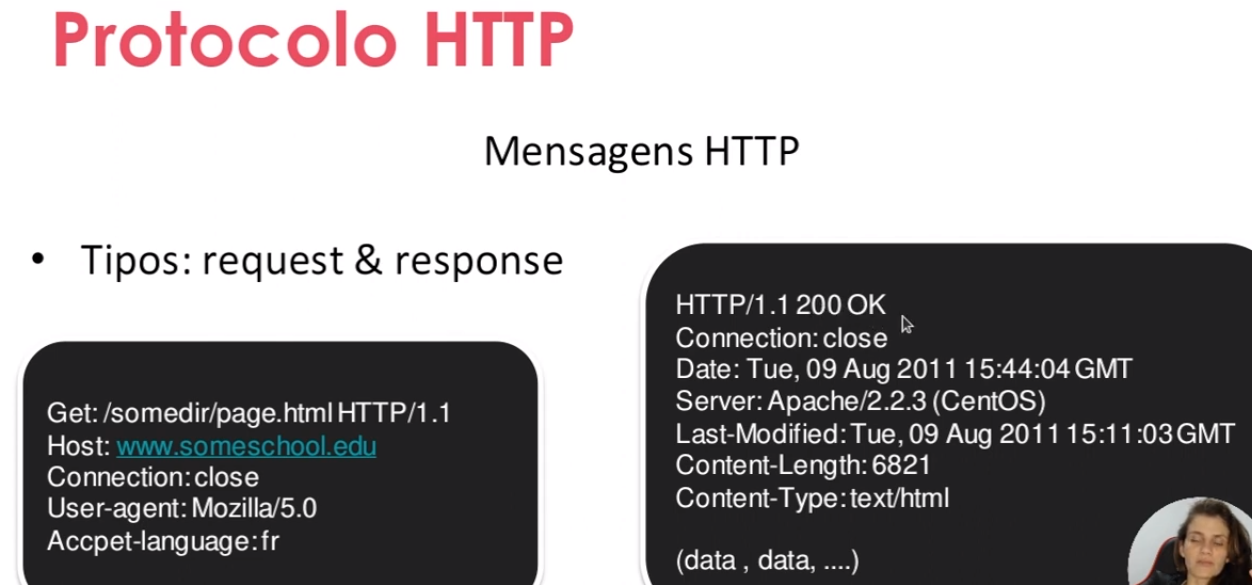 Protocolo HTTP
Mensagens HTTP
• Tipos: request & response
Get: /somedir/page.html HTTP/1.1
Host: www.someschool.edu
Connection: close
User-agent: Mozilla/5.0
Accpet-language: fr
HTTP/1.1 200 OK
Connection: close
Date: Tue, 09 Aug 2011 15:44:04 GMT
Server: Apache/2.2.3 (CentOS)
Last-Modified: Tue, 09 Aug 2011 15:11:03 GMT
Content-Length: 6821
Content-Type: text/html
(data , data, ....)